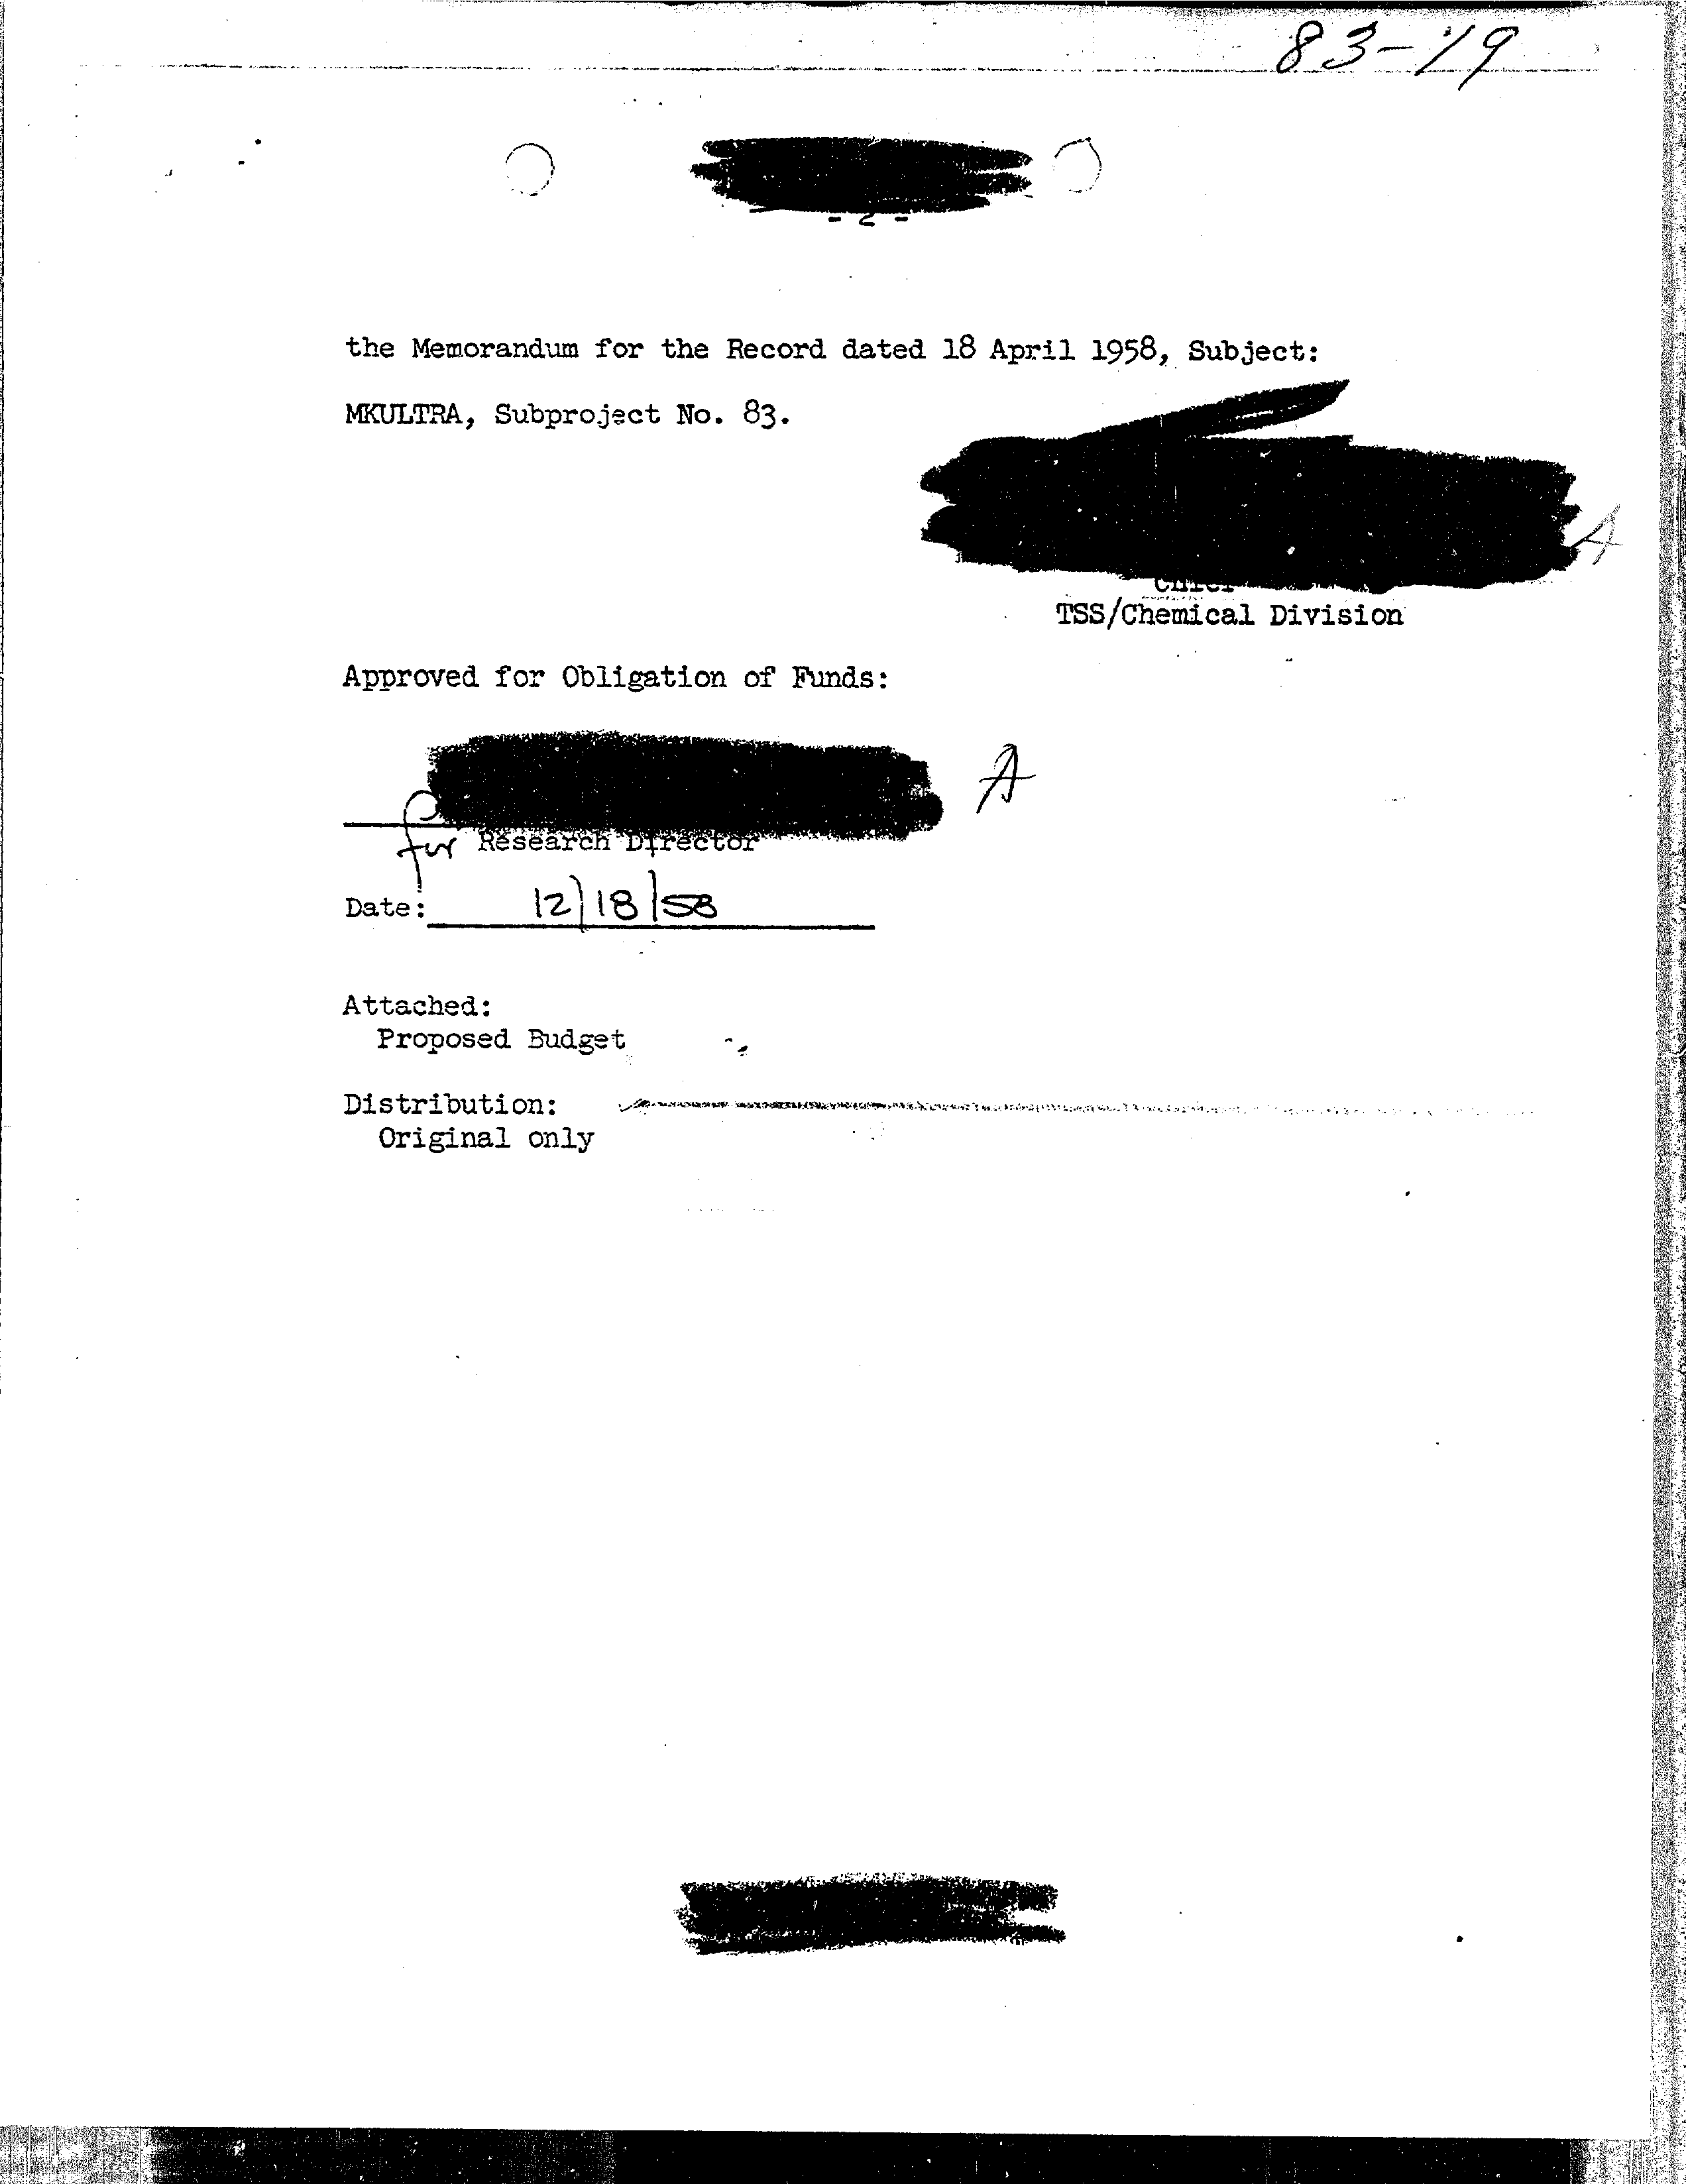 83-19
- 2 -
the Memorandum for the Record dated 18 April 1958, Subject:
MKULTRA, Subproject No. 83.
A
Chief
TSS/Chemical Division
Approved for Obligation of Funds:
A
for Research Director
Date: 12/18/58
Attached:
Proposed Budget
Distribution:
Original only